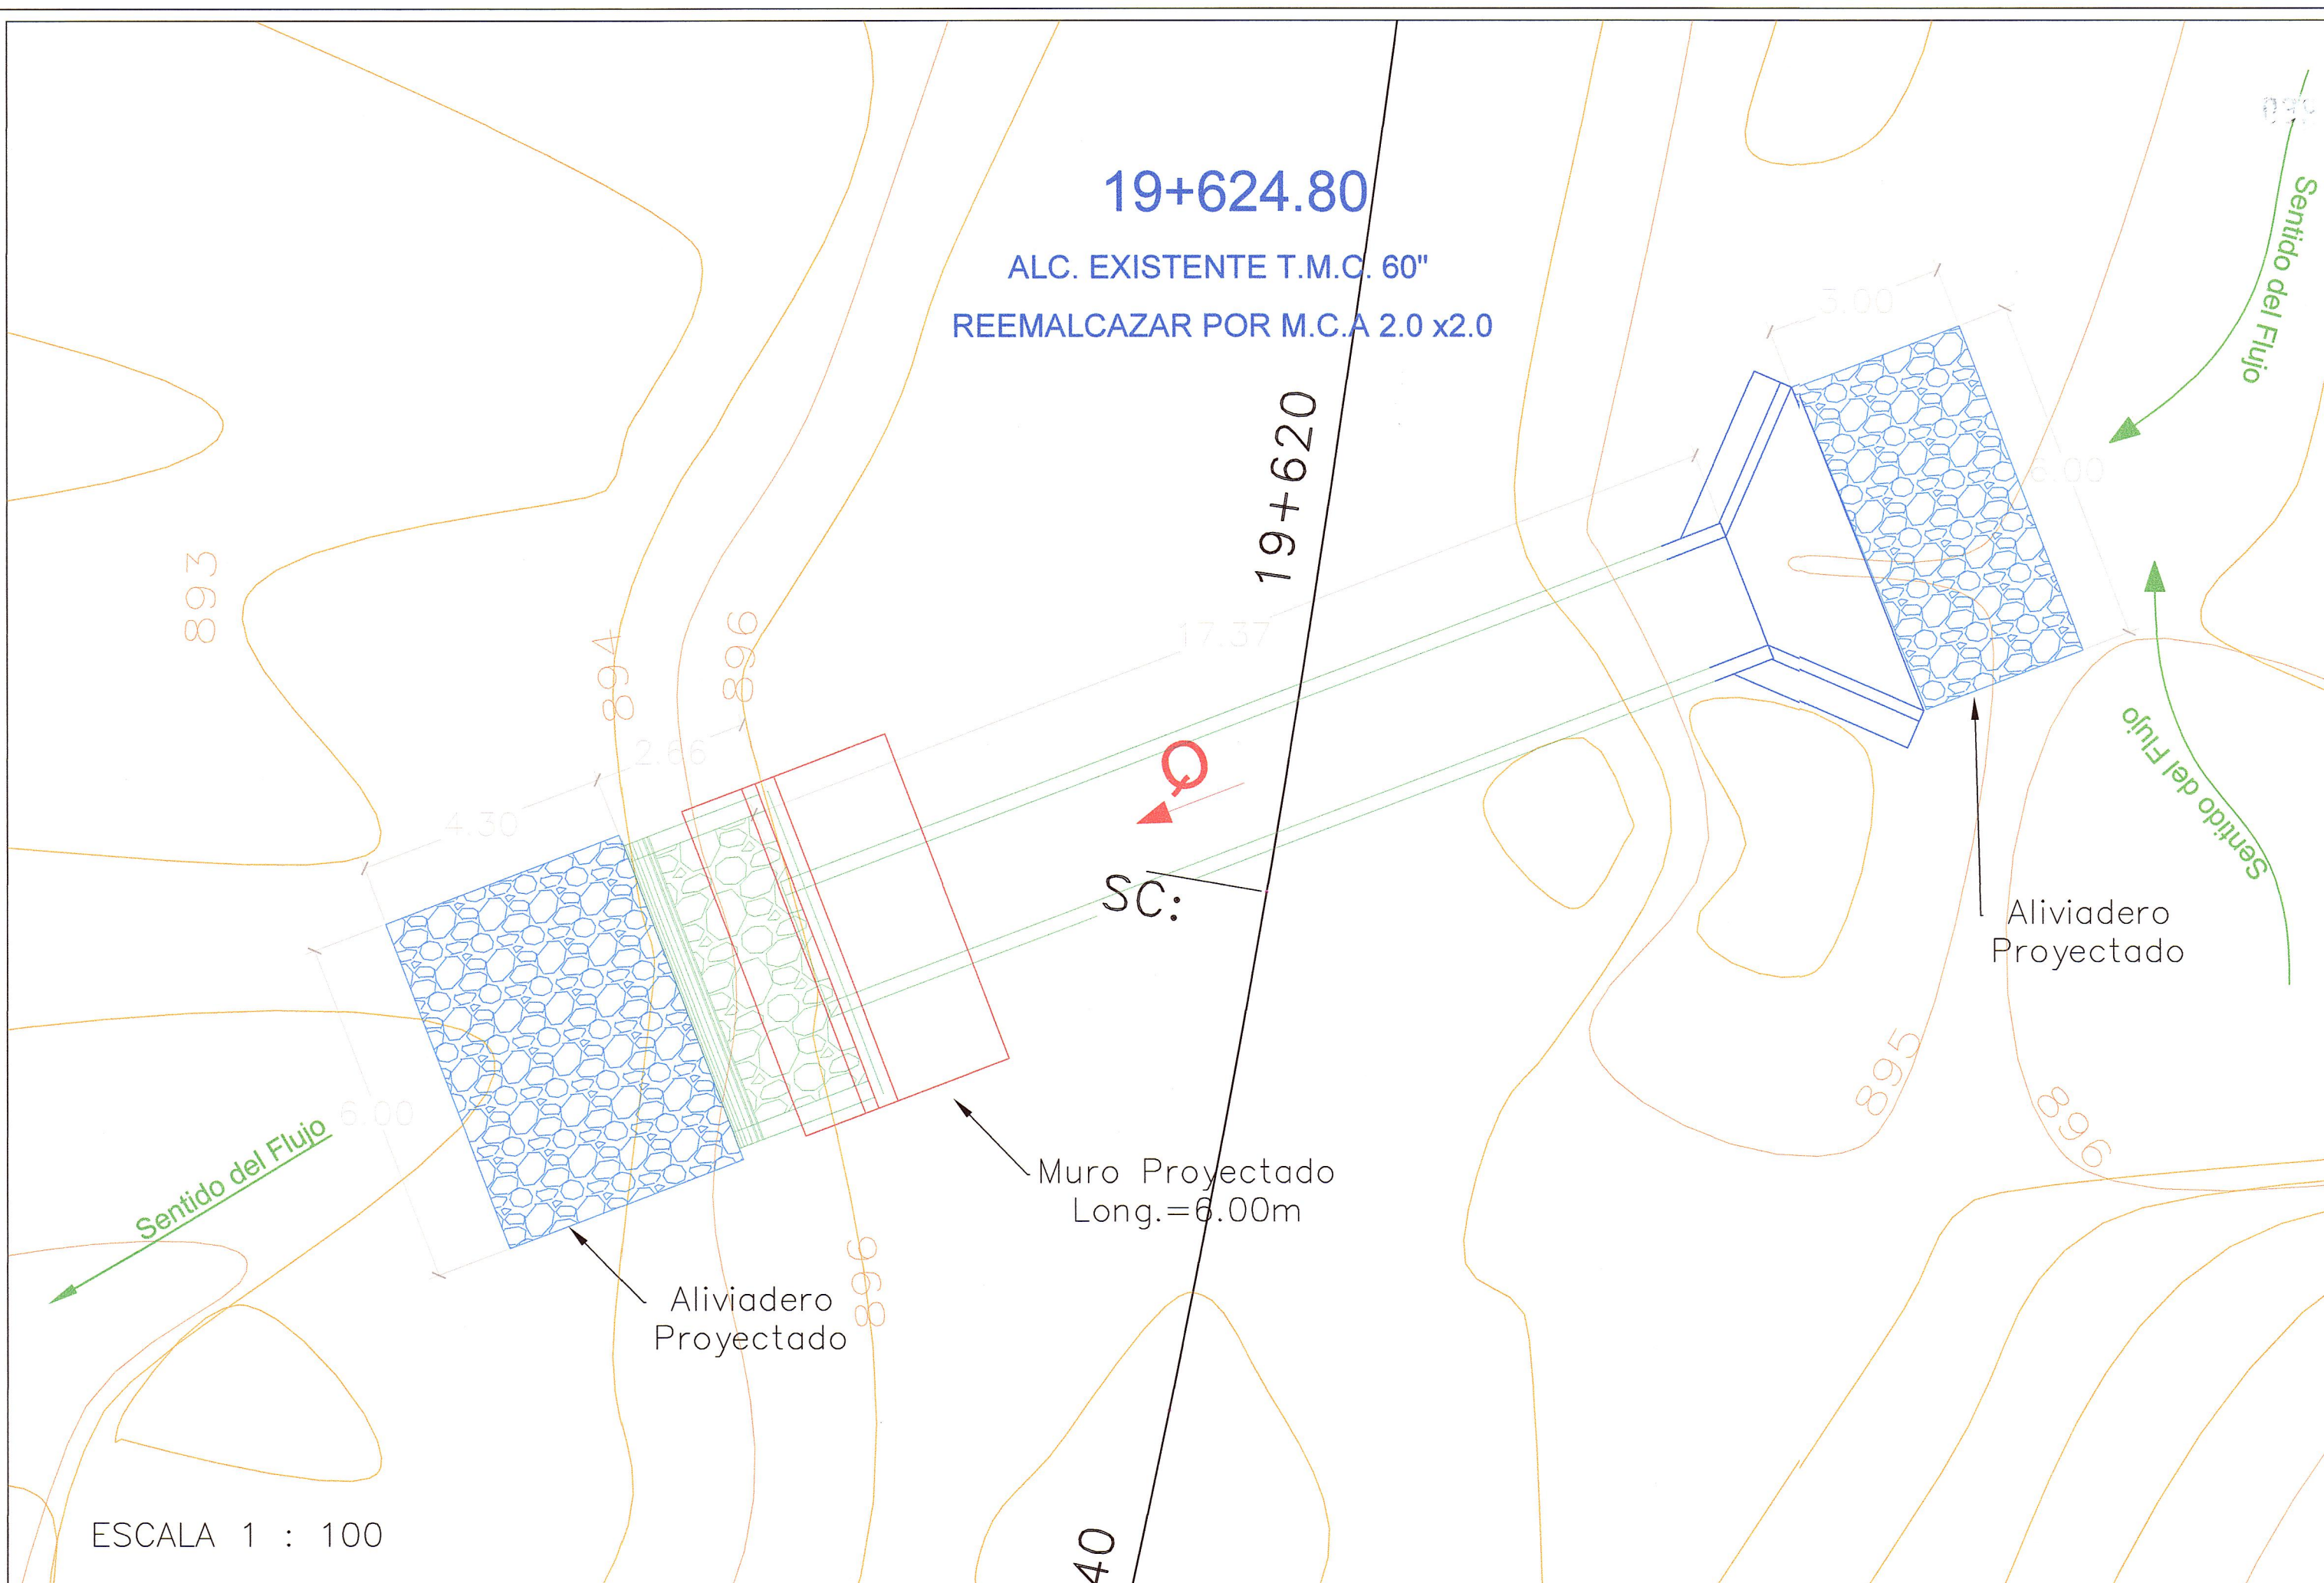 19+624.80
ALC. EXISTENTE T.M.C. 60"
REEMALCAZAR POR M.C.A 2.0 x2.0
Sentido del Flujo
3.00
6.00
19+620
893
894
896
17.37
2.66
4.30
Q
SC:
Sentido del Flujo
Aliviadero
Proyectado
895
896
6.00
Sentido del Flujo
Muro Proyectado
Long.=6.00m
896
Aliviadero
Proyectado
ESCALA 1 : 100
40